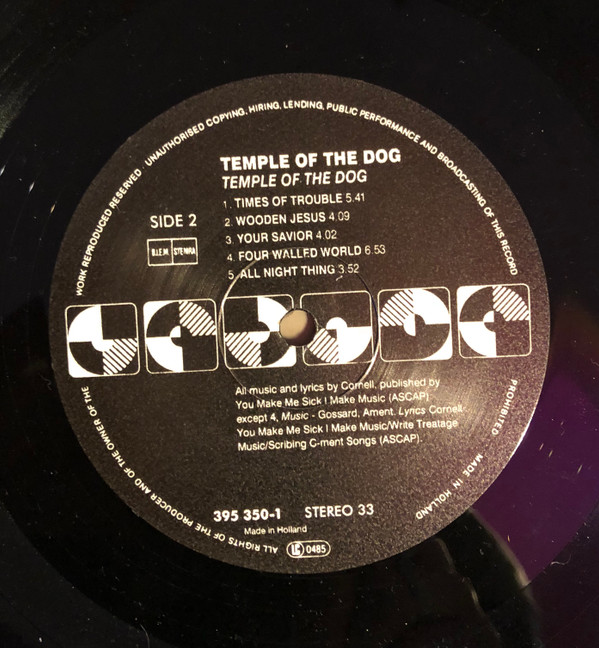 WORK REPRODUCED RESERVED · UNAUTHORISED COPYING, HIRING, LENDING, PUBLIC PERFORMANCE AND BROADCASTING OF THIS RECORD PROHIBITED
TEMPLE OF THE DOG
TEMPLE OF THE DOG
SIDE 2
B.I.E.M. STEMRA
1. TIMES OF TROUBLE 5.41
2. WOODEN JESUS 4.09
3. YOUR SAVIOR 4.02
4. FOUR WALLED WORLD 6.53
5. ALL NIGHT THING 3.52
All music and lyrics by Cornell, published by
You Make Me Sick I Make Music (ASCAP)
except 4, Music - Gossard, Ament. Lyrics Cornell
You Make Me Sick I Make Music/Write Treatage
Music/Scribing C-ment Songs (ASCAP).
395 350-1 STEREO 33
Made in Holland
LC 0485
ALL RIGHTS OF THE PRODUCER AND OF THE OWNER OF THE
MADE IN HOLLAND